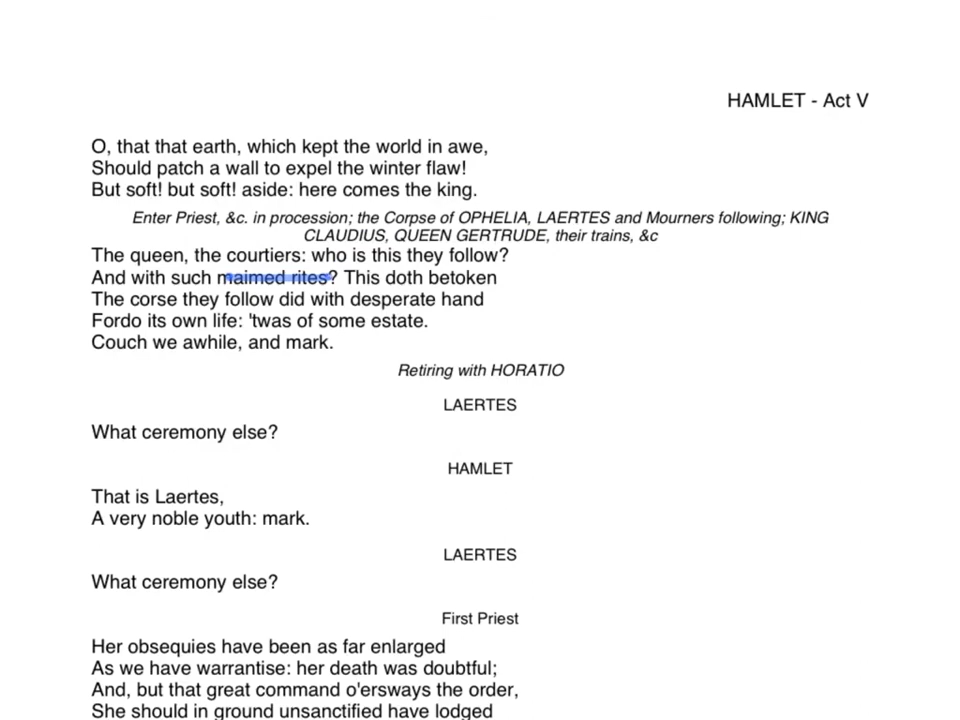 HAMLET - Act V
O, that that earth, which kept the world in awe,
Should patch a wall to expel the winter flaw!
But soft! but soft! aside: here comes the king.
Enter Priest, &c. in procession; the Corpse of OPHELIA, LAERTES and Mourners following; KING
CLAUDIUS, QUEEN GERTRUDE, their trains, &c
The queen, the courtiers: who is this they follow?
And with such maimed rites? This doth betoken
The corse they follow did with desperate hand
Fordo its own life: 'twas of some estate.
Couch we awhile, and mark.
Retiring with HORATIO
LAERTES
What ceremony else?
HAMLET
That is Laertes,
A very noble youth: mark.
LAERTES
What ceremony else?
First Priest
Her obsequies have been as far enlarged
As we have warrantise: her death was doubtful;
And, but that great command o'ersways the order,
She should in ground unsanctified have lodged